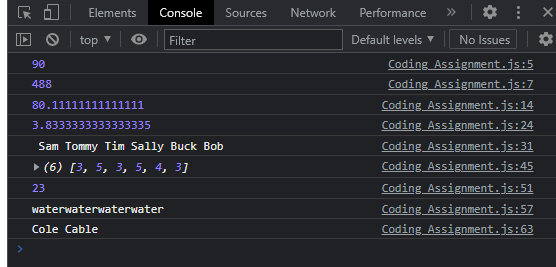 Elements Console Sources Network Performance »
top ▾ Filter Default levels ▾ No Issues
90 Coding Assignment.js:5
488 Coding Assignment.js:7
80.11111111111111 Coding Assignment.js:14
3.8333333333333335 Coding Assignment.js:24
Sam Tommy Tim Sally Buck Bob Coding Assignment.js:31
▸ (6) [3, 5, 3, 5, 4, 3] Coding Assignment.js:45
23 Coding Assignment.js:51
waterwaterwaterwater Coding Assignment.js:57
Cole Cable Coding Assignment.js:63
>